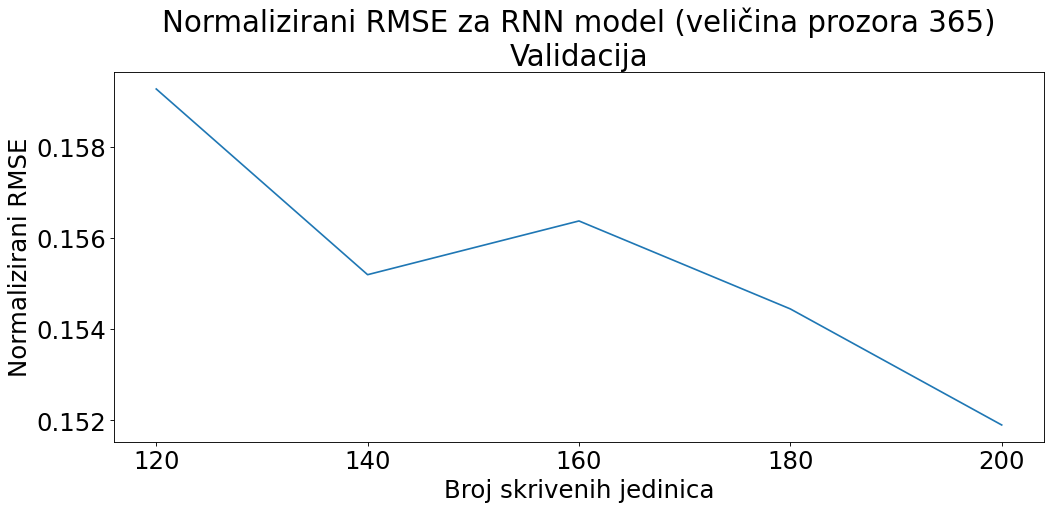 Normalizirani RMSE za RNN model (veličina prozora 365)
Validacija
Normalizirani RMSE
0.158
0.156
0.154
0.152
120 140 160 180 200
Broj skrivenih jedinica